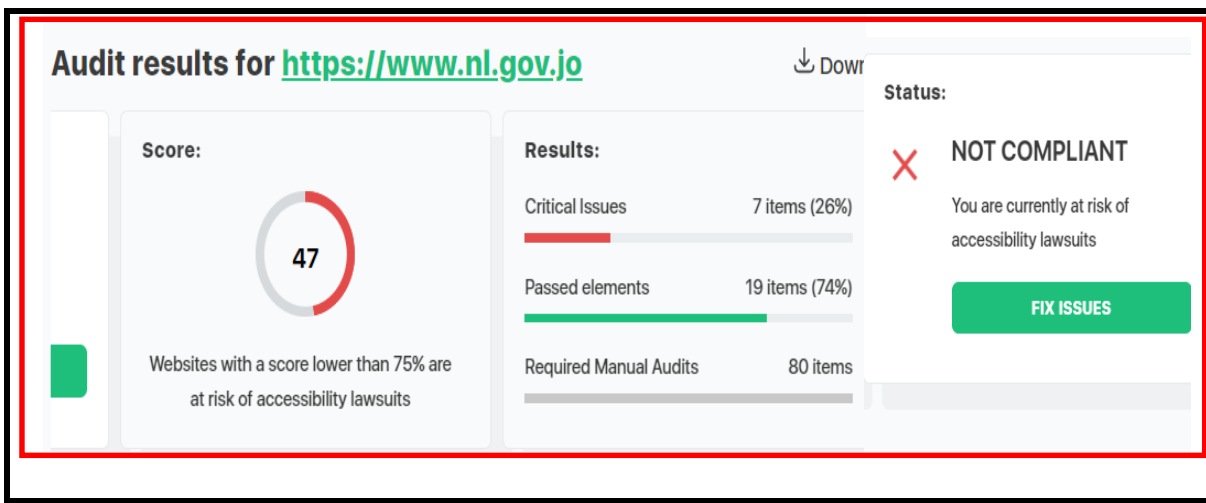 Audit results for https://www.nl.gov.jo
Score:
47
Websites with a score lower than 75% are
at risk of accessibility lawsuits
Results:
Critical Issues 7 items (26%)
Passed elements 19 items (74%)
Required Manual Audits 80 items
Status:
NOT COMPLIANT
You are currently at risk of
accessibility lawsuits
FIX ISSUES